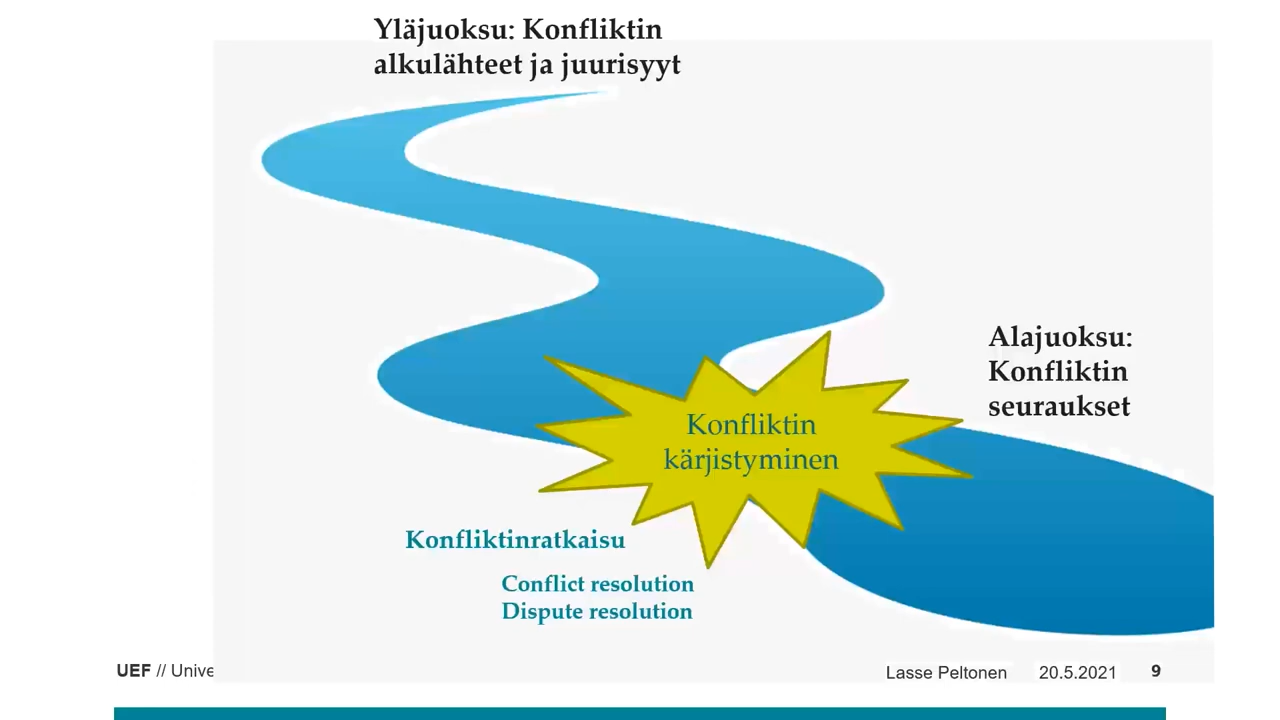 Yläjuoksu: Konfliktin
alkulähteet ja juurisyyt
Alajuoksu:
Konfliktin
seuraukset
Konfliktin
kärjistyminen
Konfliktinratkaisu
Conflict resolution
Dispute resolution
UEF // Unive
Lasse Peltonen 20.5.2021 9